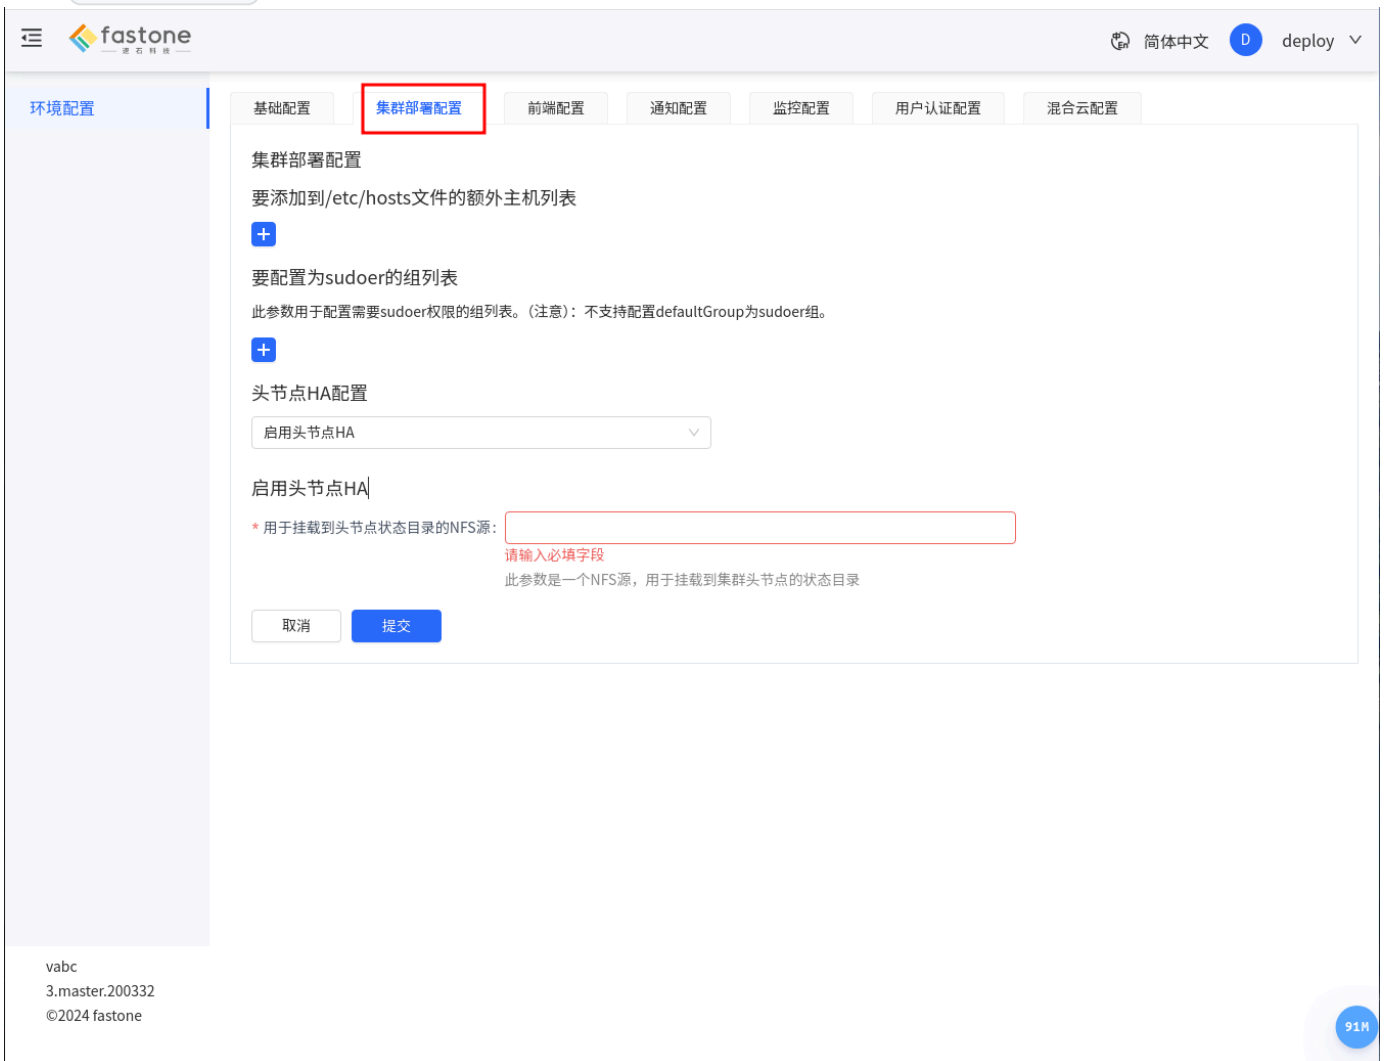 fastone
速石科技
简体中文
D
deploy
环境配置
基础配置
集群部署配置
前端配置
通知配置
监控配置
用户认证配置
混合云配置
集群部署配置
要添加到/etc/hosts文件的额外主机列表
要配置为sudoer的组列表
此参数用于配置需要sudoer权限的组列表。（注意）：不支持配置defaultGroup为sudoer组。
头节点HA配置
启用头节点HA
启用头节点HA
* 用于挂载到头节点状态目录的NFS源：
请输入必填字段
此参数是一个NFS源，用于挂载到集群头节点的状态目录
取消
提交
vabc
3.master.200332
©2024 fastone
91M